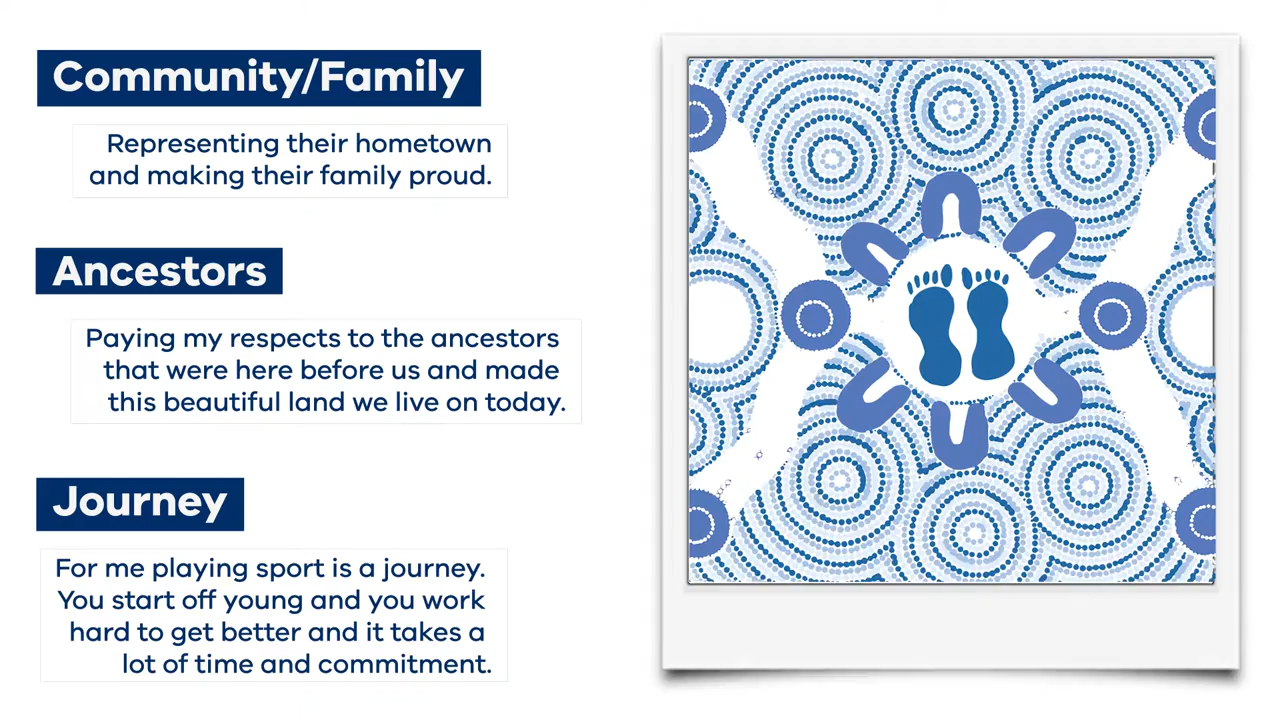 Community/Family
Representing their hometown
and making their family proud.
Ancestors
Paying my respects to the ancestors
that were here before us and made
this beautiful land we live on today.
Journey
For me playing sport is a journey.
You start off young and you work
hard to get better and it takes a
lot of time and commitment.